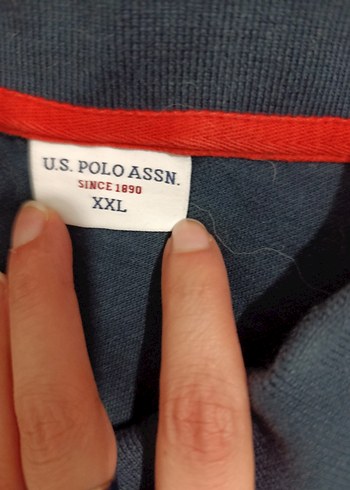 U.S. POLO ASSN.
SINCE 1890
XXL